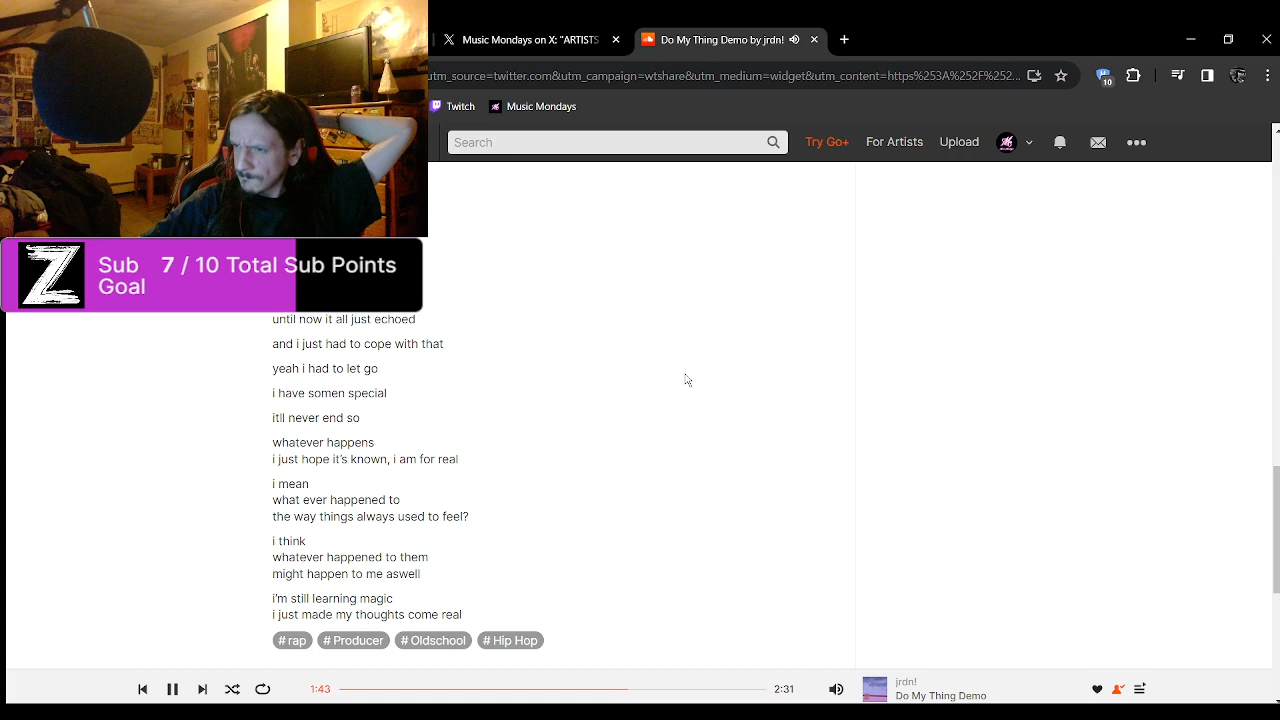 Music Mondays on X: "ARTISTS
Do My Thing Demo by jrdn!
utm_source=twitter.com&utm_campaign=wtshare&utm_medium=widget&utm_content=https%253A%252F%252...
10
Twitch
Music Mondays
Search
Try Go+
For Artists
Upload
Z
Sub Goal
7 / 10 Total Sub Points
until now it all just echoed
and i just had to cope with that
yeah i had to let go
i have somen special
itll never end so
whatever happens
i just hope it's known, i am for real
i mean
what ever happened to
the way things always used to feel?
i think
whatever happened to them
might happen to me aswell
i'm still learning magic
i just made my thoughts come real
# rap
# Producer
# Oldschool
# Hip Hop
1:43
2:31
jrdn!
Do My Thing Demo